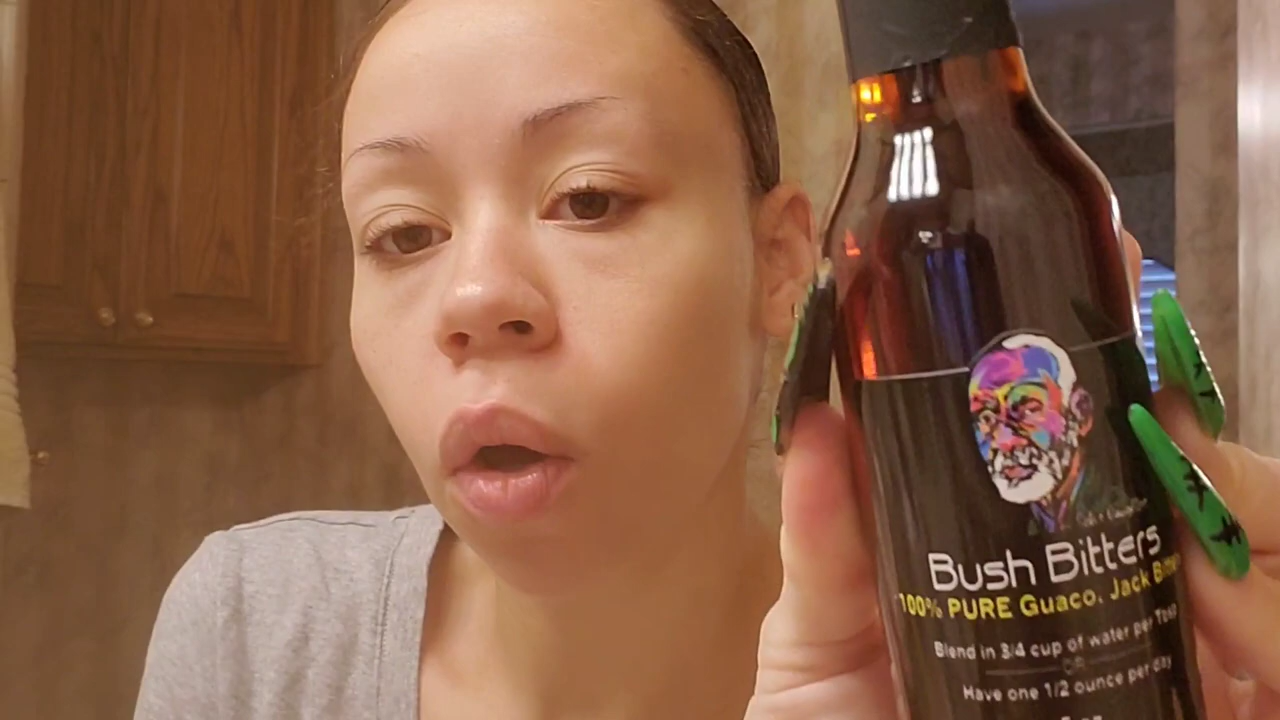 Bush Bitters
100% PURE Guaco. Jack
Blend in 3/4 cup of water per Tbsp
OR
Have one 1/2 ounce per day